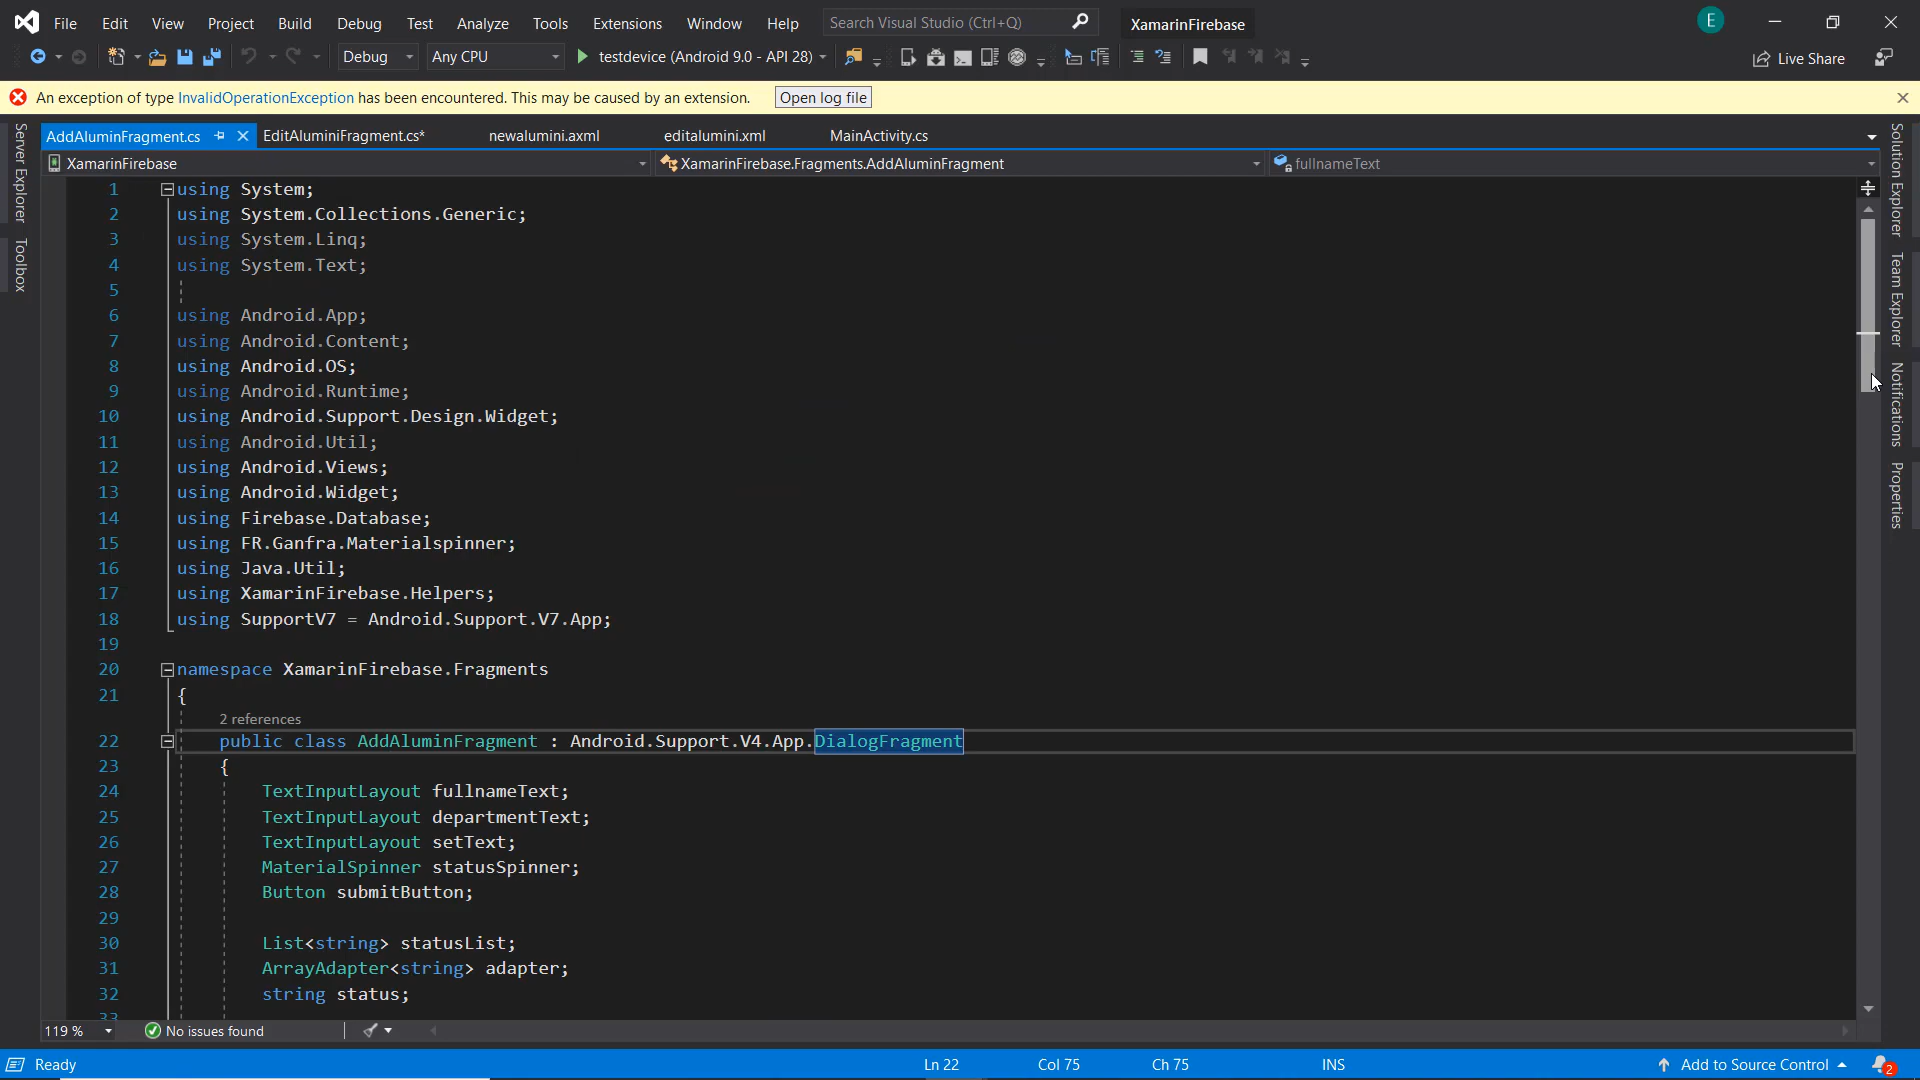 File Edit View Project Build Debug Test Analyze Tools Extensions Window Help Search Visual Studio (Ctrl+Q) XamarinFirebase E
Debug Any CPU testdevice (Android 9.0 - API 28) Live Share
An exception of type InvalidOperationException has been encountered. This may be caused by an extension. Open log file
AddAluminFragment.cs EditAluminiFragment.cs* newalumini.axml editalumini.xml MainActivity.cs
XamarinFirebase XamarinFirebase.Fragments.AddAluminFragment fullnameText
Server Explorer
Toolbox
Solution Explorer
Team Explorer
Notifications
Properties
1 using System;
2 using System.Collections.Generic;
3 using System.Linq;
4 using System.Text;
5
6 using Android.App;
7 using Android.Content;
8 using Android.OS;
9 using Android.Runtime;
10 using Android.Support.Design.Widget;
11 using Android.Util;
12 using Android.Views;
13 using Android.Widget;
14 using Firebase.Database;
15 using FR.Ganfra.Materialspinner;
16 using Java.Util;
17 using XamarinFirebase.Helpers;
18 using SupportV7 = Android.Support.V7.App;
19
20 namespace XamarinFirebase.Fragments
21 {
2 references
22 public class AddAluminFragment : Android.Support.V4.App.DialogFragment
23 {
24 TextInputLayout fullnameText;
25 TextInputLayout departmentText;
26 TextInputLayout setText;
27 MaterialSpinner statusSpinner;
28 Button submitButton;
29
30 List<string> statusList;
31 ArrayAdapter<string> adapter;
32 string status;
33
119 % No issues found
Ready Ln 22 Col 75 Ch 75 INS Add to Source Control 2